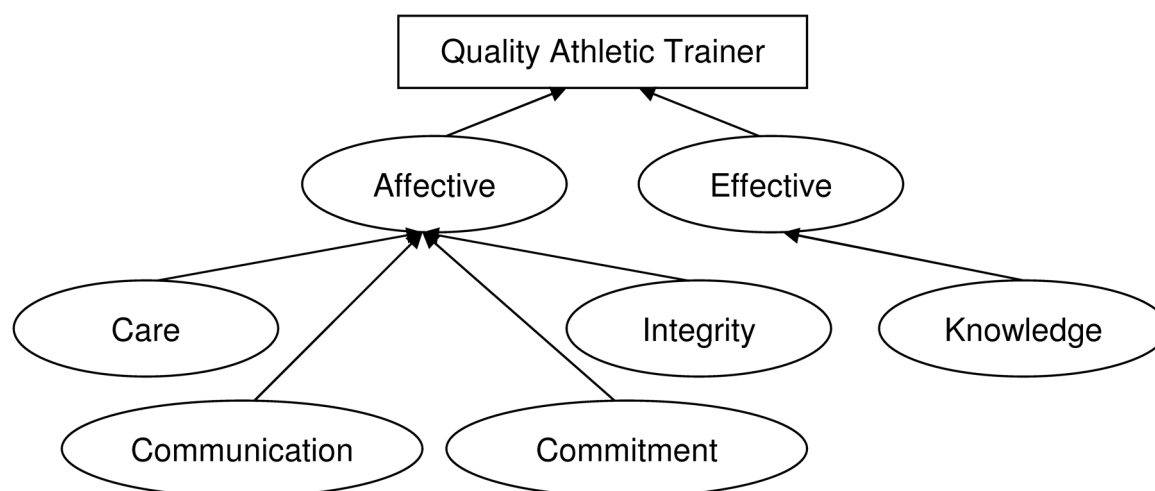 Quality Athletic Trainer
Affective
Effective
Care
Integrity
Knowledge
Communication
Commitment